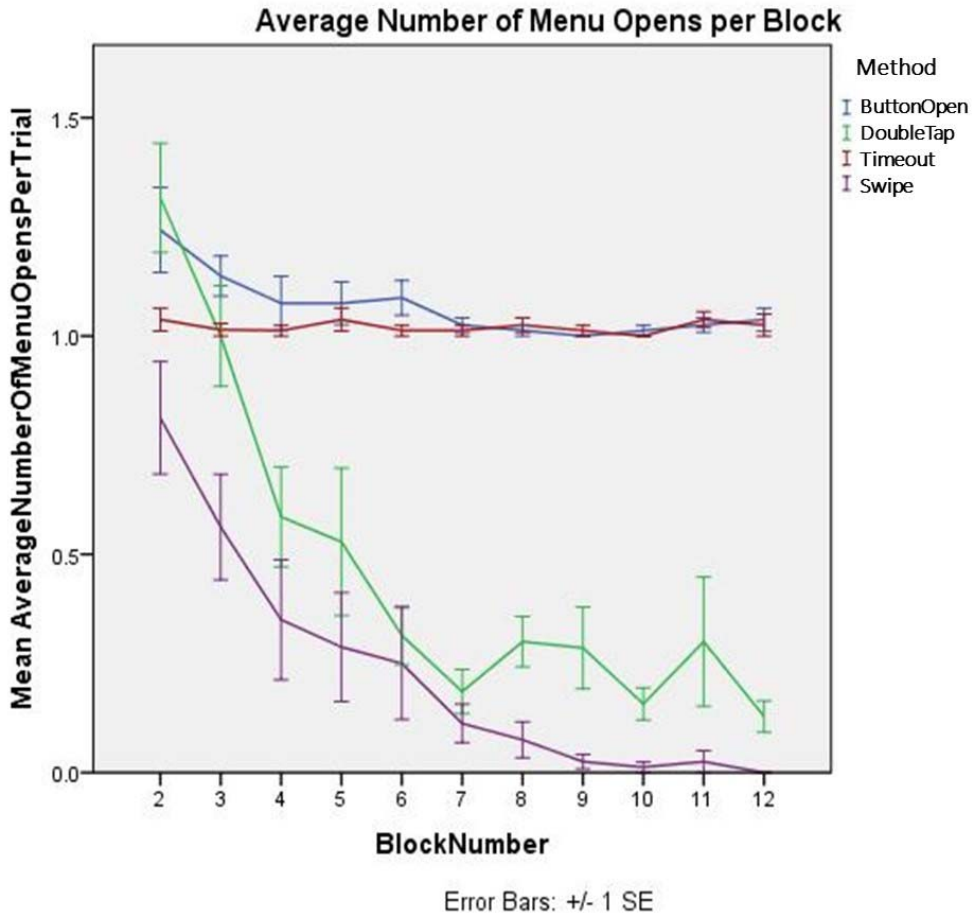 Average Number of Menu Opens per Block
Mean AverageNumberOfMenuOpensPerTrial
1.5
1.0
0.5
0.0
2 3 4 5 6 7 8 9 10 11 12
BlockNumber
Error Bars: +/- 1 SE
Method
ButtonOpen
DoubleTap
Timeout
Swipe